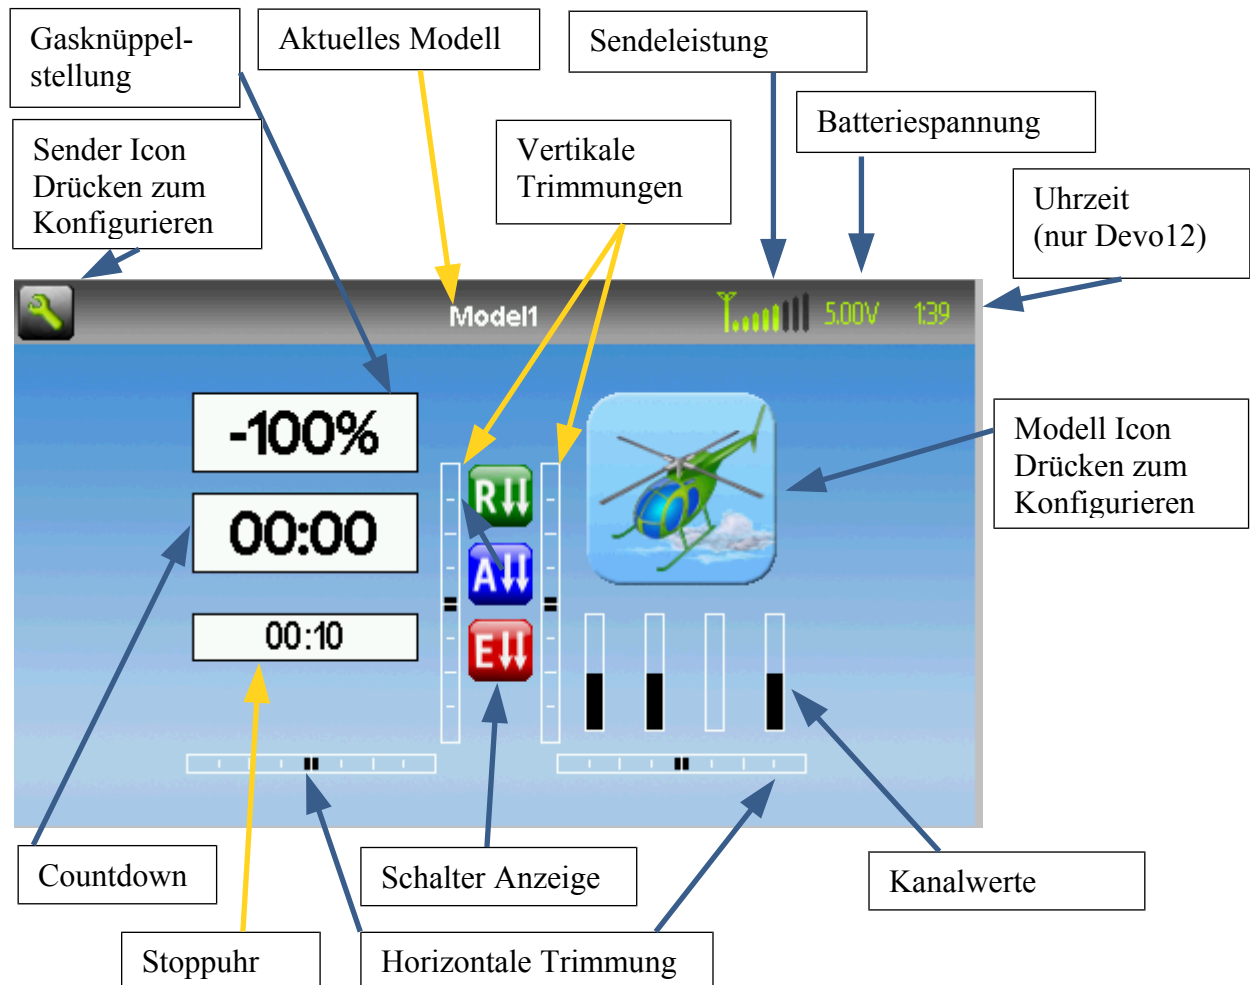 Gasknüppel-
stellung
Aktuelles Modell
Sendeleistung
Batteriespannung
Sender Icon
Drücken zum
Konfigurieren
Vertikale
Trimmungen
Uhrzeit
(nur Devo12)
Model1
5.00V
1:39
-100%
00:00
00:10
R
A
E
Modell Icon
Drücken zum
Konfigurieren
Countdown
Schalter Anzeige
Kanalwerte
Stoppuhr
Horizontale Trimmung